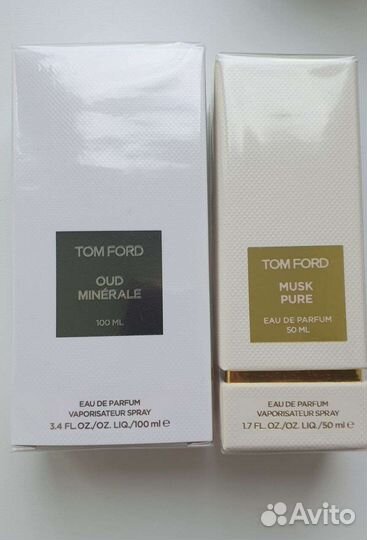 TOM FORD
OUD
MINÉRALE
100 ML
EAU DE PARFUM
VAPORISATEUR SPRAY
3.4 FL.OZ./OZ. LIQ./100 ml e
TOM FORD
MUSK
PURE
EAU DE PARFUM
50 ML
EAU DE PARFUM
VAPORISATEUR SPRAY
1.7 FL.OZ./OZ. LIQ./50 ml e
Avito